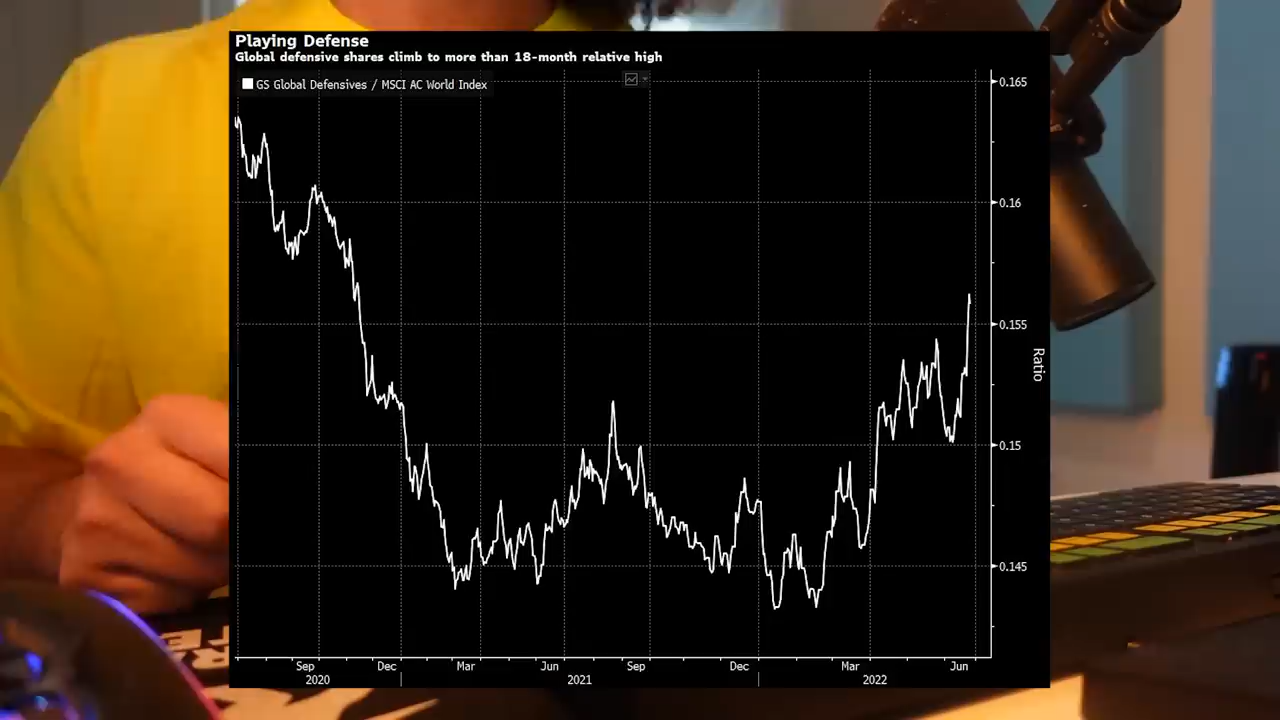 Playing Defense
Global defensive shares climb to more than 18-month relative high
GS Global Defensives / MSCI AC World Index
0.165
0.16
0.155
0.15
0.145
Ratio
Sep Dec Mar Jun Sep Dec Mar Jun
2020 2021 2022